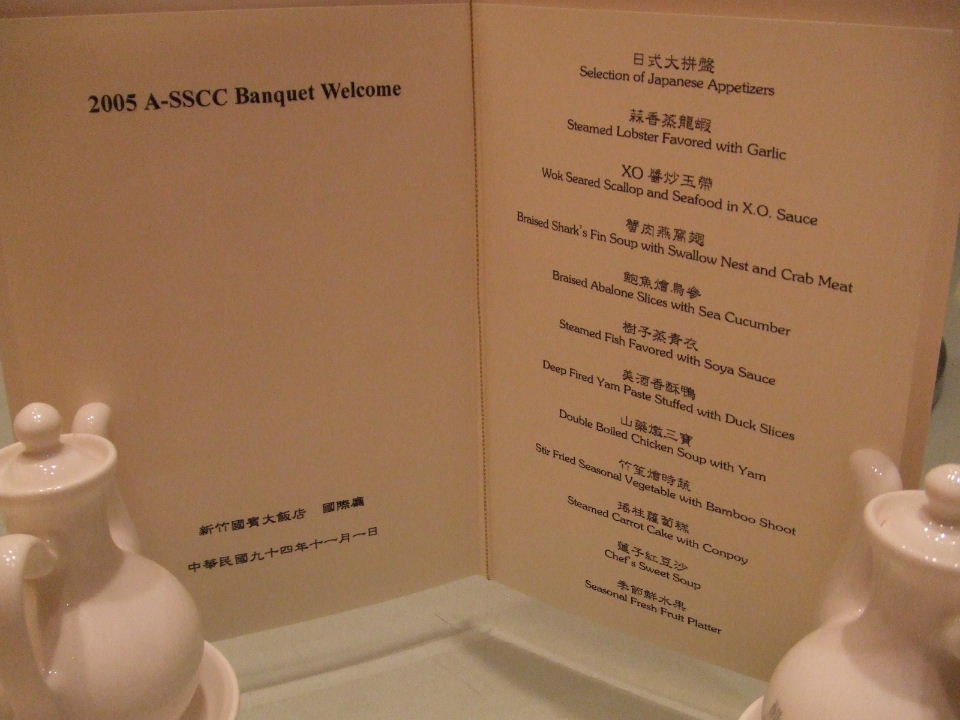 2005 A-SSCC Banquet Welcome
新竹國賓大飯店 國際廳
中華民國九十四年十一月一日
日式大拼盤
Selection of Japanese Appetizers
蒜香蒸龍蝦
Steamed Lobster Favored with Garlic
XO 醬炒玉帶
Wok Seared Scallop and Seafood in X.O. Sauce
蟹肉燕窩翅
Braised Shark's Fin Soup with Swallow Nest and Crab Meat
鮑魚燴烏參
Braised Abalone Slices with Sea Cucumber
樹子蒸青衣
Steamed Fish Favored with Soya Sauce
美酒香酥鴨
Deep Fired Yam Paste Stuffed with Duck Slices
山藥燉三寶
Double Boiled Chicken Soup with Yam
竹笙燴時蔬
Stir Fried Seasonal Vegetable with Bamboo Shoot
瑤柱蘿蔔糕
Steamed Carrot Cake with Conpoy
蓮子紅豆沙
Chef's Sweet Soup
季節鮮水果
Seasonal Fresh Fruit Platter